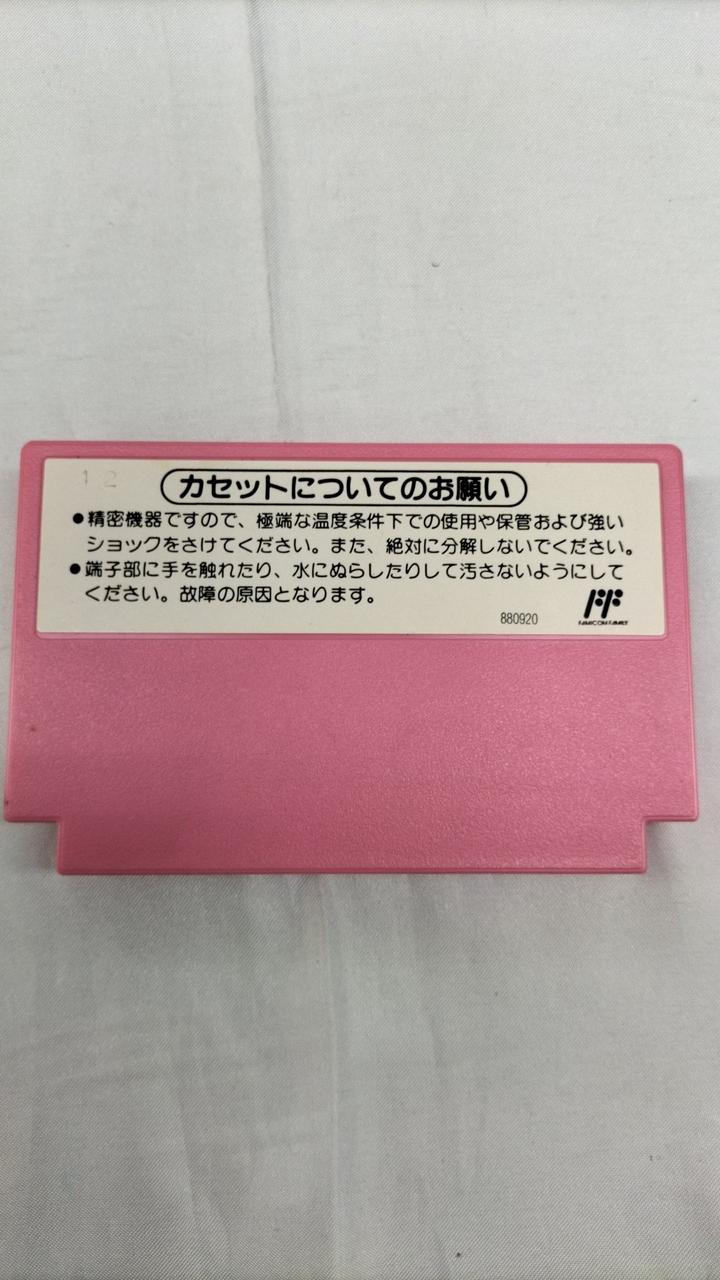 12
カセットについてのお願い
●精密機器ですので、極端な温度条件下での使用や保管および強い
ショックをさけてください。また、絶対に分解しないでください。
●端子部に手を触れたり、水にぬらしたりして汚さないようにして
ください。故障の原因となります。
880920
FAMICOM FAMILY